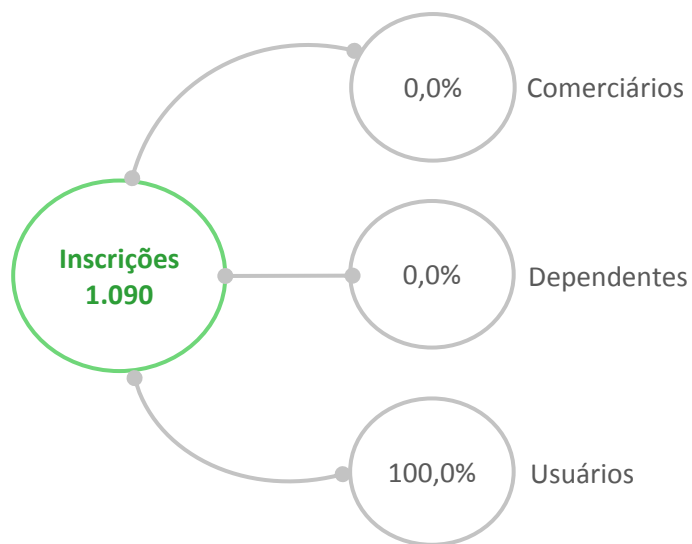 0,0% Comerciários
Inscrições
1.090
0,0% Dependentes
100,0% Usuários